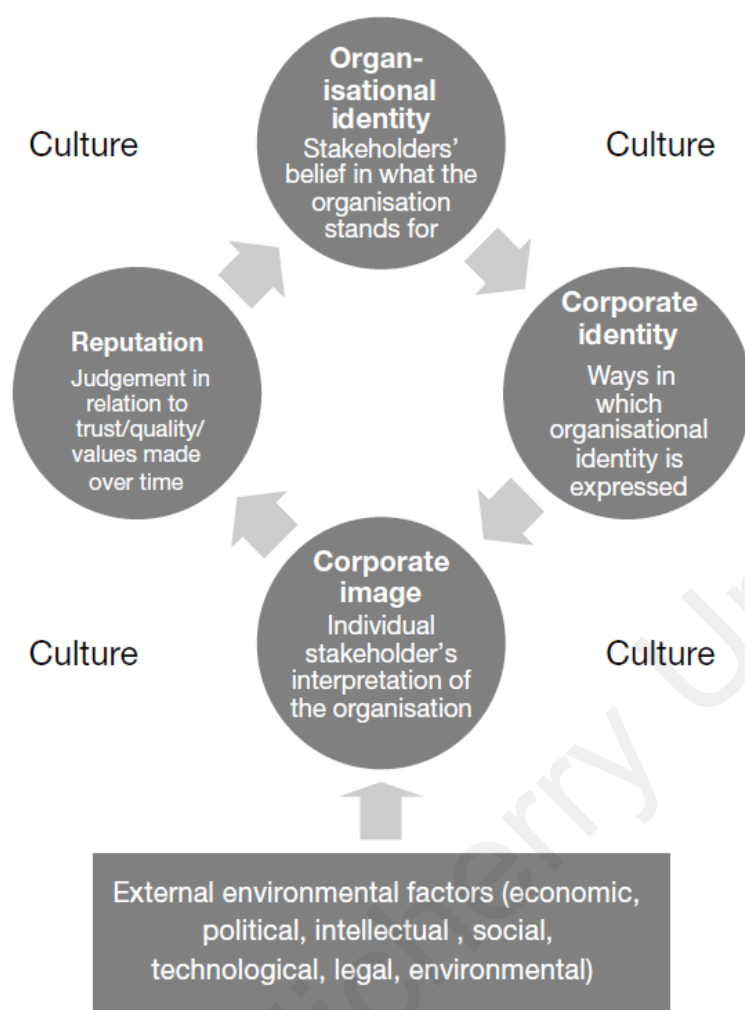 Organ-
isational
identity
Stakeholders'
belief in what the
organisation
stands for
Culture
Culture
Corporate
identity
Ways in
which
organisational
identity is
expressed
Reputation
Judgement in
relation to
trust/quality/
values made
over time
Corporate
image
Individual
stakeholder's
interpretation of
the organisation
Culture
Culture
External environmental factors (economic,
political, intellectual , social,
technological, legal, environmental)